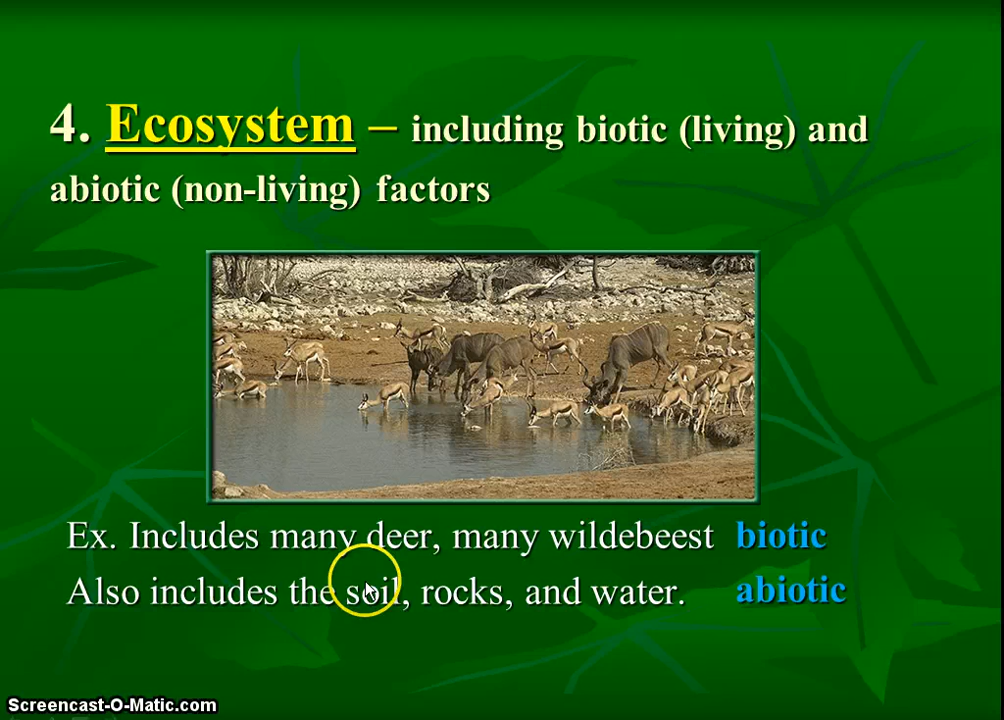 4. Ecosystem – including biotic (living) and
abiotic (non-living) factors
Ex. Includes many deer, many wildebeest biotic
Also includes the soil, rocks, and water. abiotic
Screencast-O-Matic.com